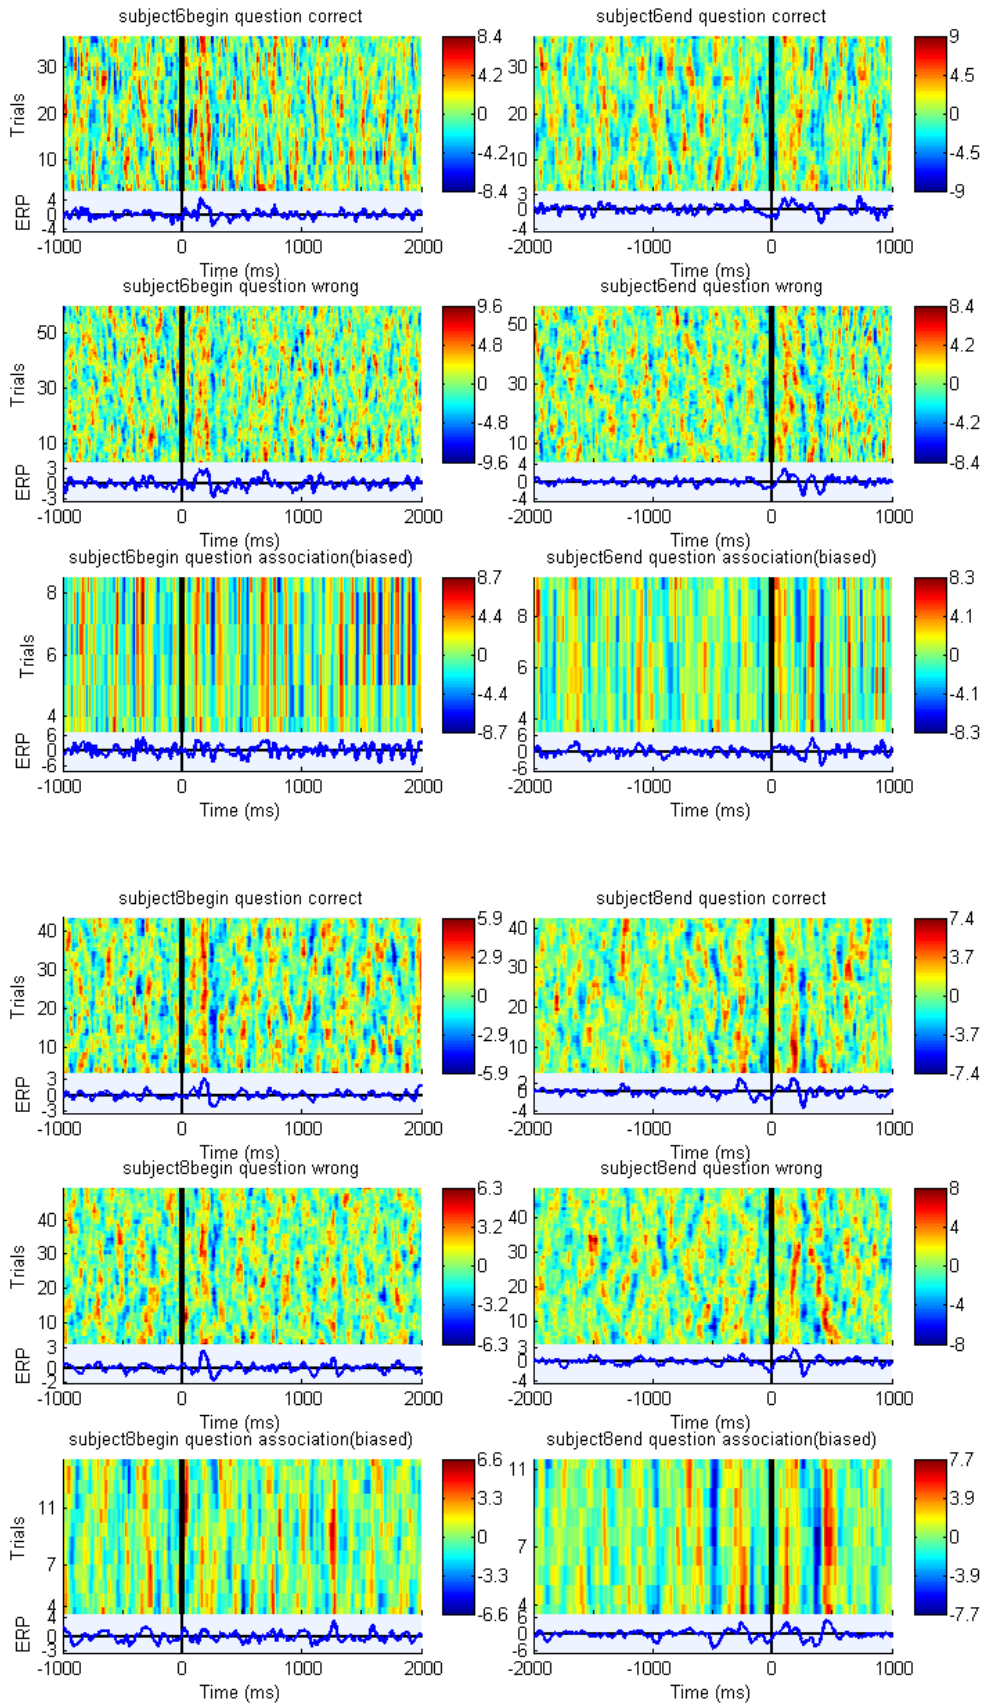 subject6begin question correct
subject6end question correct
Trials
30
20
10
8.4
4.2
0
-4.2
-8.4
30
20
10
9
4.5
0
-4.5
-9
ERP
4
0
-4
3
0
-4
-1000 0 1000 2000
-2000 -1000 0 1000
Time (ms)
Time (ms)
subject6begin question wrong
subject6end question wrong
Trials
50
30
10
9.6
4.8
0
-4.8
-9.6
50
30
10
8.4
4.2
0
-4.2
-8.4
ERP
3
0
-3
4
0
-4
-1000 0 1000 2000
-2000 -1000 0 1000
subject6begin question association(biased)
subject6end question association(biased)
Trials
8
6
4
8.7
4.4
0
-4.4
-8.7
8
6
4
8.3
4.1
0
-4.1
-8.3
ERP
6
0
-6
6
0
-6
-1000 0 1000 2000
-2000 -1000 0 1000
Time (ms)
Time (ms)
subject8begin question correct
subject8end question correct
Trials
40
30
20
10
5.9
2.9
0
-2.9
-5.9
40
30
20
10
7.4
3.7
0
-3.7
-7.4
ERP
3
0
-3
0
-4
-1000 0 1000 2000
-2000 -1000 0 1000
Time (ms)
Time (ms)
subject8begin question wrong
subject8end question wrong
Trials
40
30
20
10
6.3
3.2
0
-3.2
-6.3
40
30
20
10
8
4
0
-4
-8
ERP
3
0
-2
3
0
-4
-1000 0 1000 2000
-2000 -1000 0 1000
Time (ms)
Time (ms)
subject8begin question association(biased)
subject8end question association(biased)
Trials
11
7
4
6.6
3.3
0
-3.3
-6.6
11
7
4
7.7
3.9
0
-3.9
-7.7
ERP
4
0
-3
6
0
-6
-1000 0 1000 2000
-2000 -1000 0 1000
Time (ms)
Time (ms)